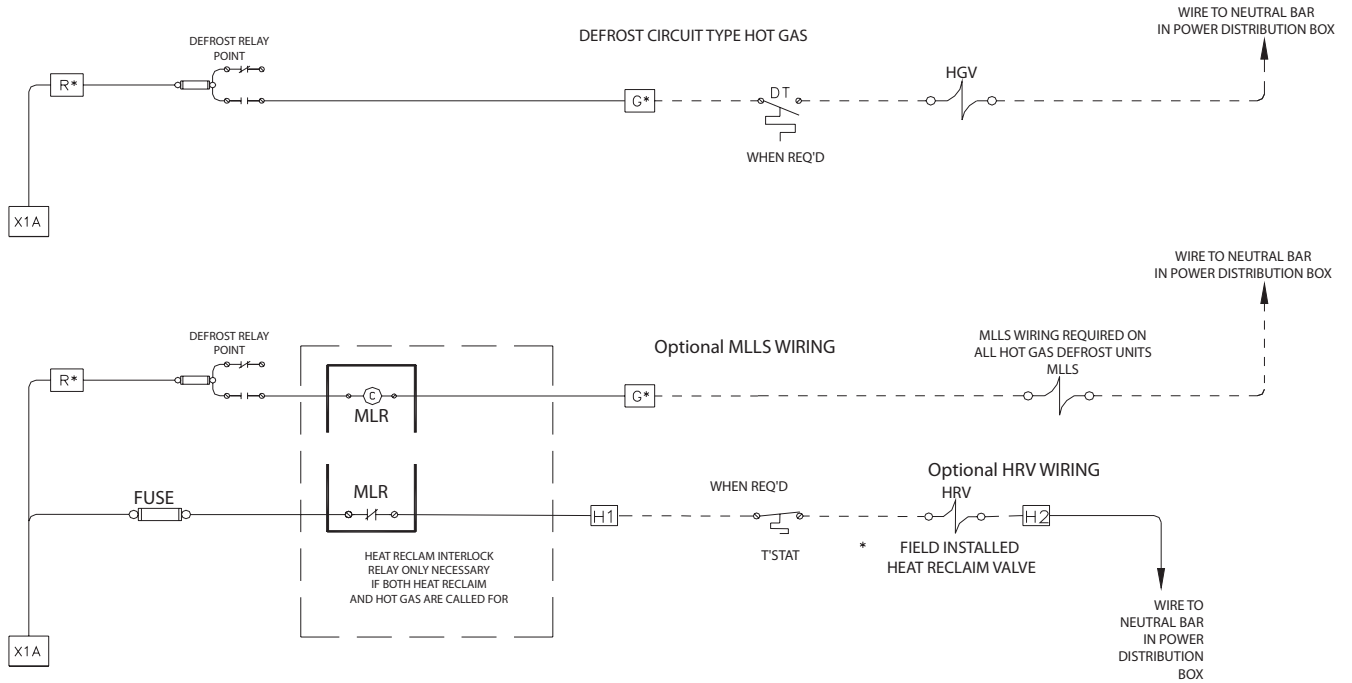 WIRE TO NEUTRAL BAR
IN POWER DISTRIBUTION BOX
DEFROST CIRCUIT TYPE HOT GAS
DEFROST RELAY
POINT
R*
G*
DT
HGV
WHEN REQ'D
X1A
WIRE TO NEUTRAL BAR
IN POWER DISTRIBUTION BOX
DEFROST RELAY
POINT
Optional MLLS WIRING
MLLS WIRING REQUIRED ON
ALL HOT GAS DEFROST UNITS
MLLS
R*
C
MLR
G*
Optional HRV WIRING
FUSE
MLR
H1
WHEN REQ'D
T'STAT
HRV
H2
* FIELD INSTALLED
HEAT RECLAIM VALVE
HEAT RECLAM INTERLOCK
RELAY ONLY NECESSARY
IF BOTH HEAT RECLAIM
AND HOT GAS ARE CALLED FOR
WIRE TO
NEUTRAL BAR
IN POWER
DISTRIBUTION
BOX
X1A